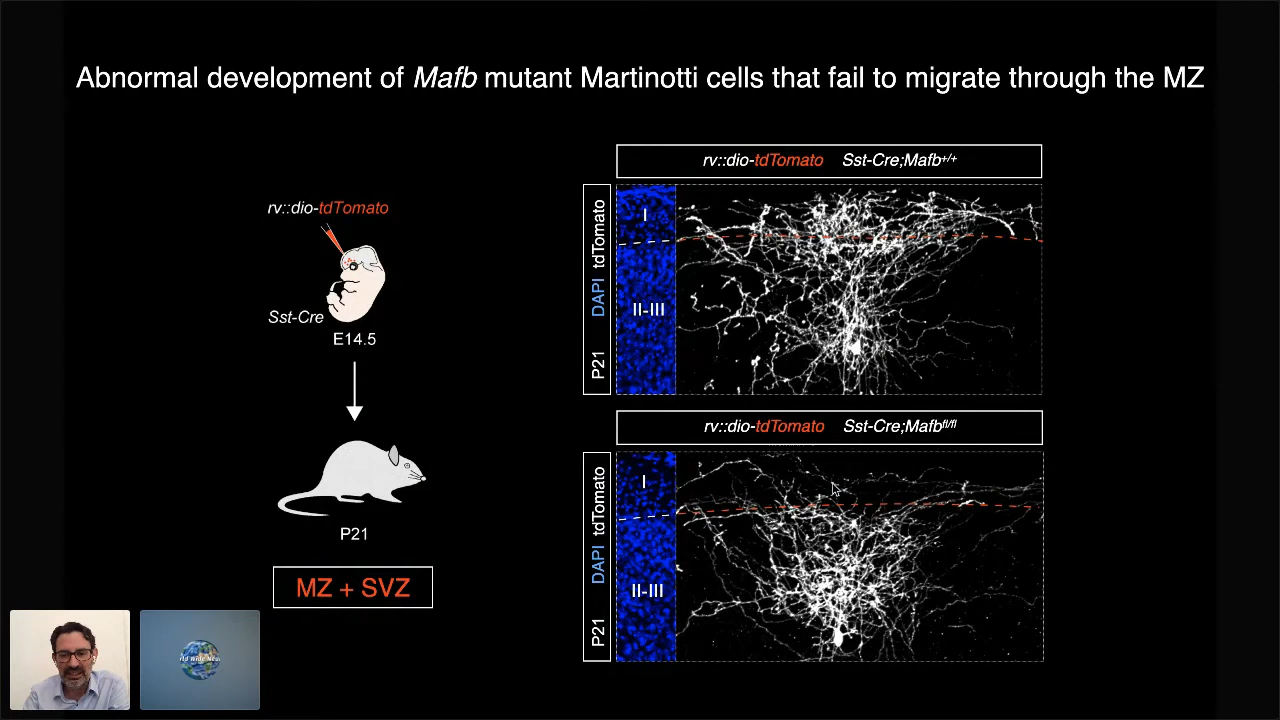 Abnormal development of Mafb mutant Martinotti cells that fail to migrate through the MZ
rv::dio-tdTomato
Sst-Cre
E14.5
P21
MZ + SVZ
rv::dio-tdTomato Sst-Cre;Mafb+/+
P21 DAPI tdTomato
I
II-III
rv::dio-tdTomato Sst-Cre;Mafbfl/fl
P21 DAPI tdTomato
I
II-III
Wide